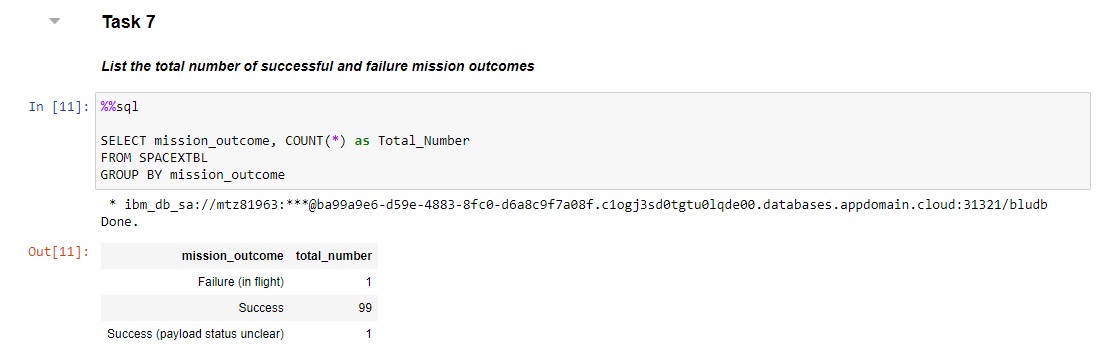 Task 7
List the total number of successful and failure mission outcomes
In [11]: %%sql
SELECT mission_outcome, COUNT(*) as Total_Number
FROM SPACEXTBL
GROUP BY mission_outcome
* ibm_db_sa://mtz81963:***@ba99a9e6-d59e-4883-8fc0-d6a8c9f7a08f.c1ogj3sd0tgtu0lqde00.databases.appdomain.cloud:31321/bludb
Done.
Out[11]:
mission_outcome total_number
Failure (in flight) 1
Success 99
Success (payload status unclear) 1